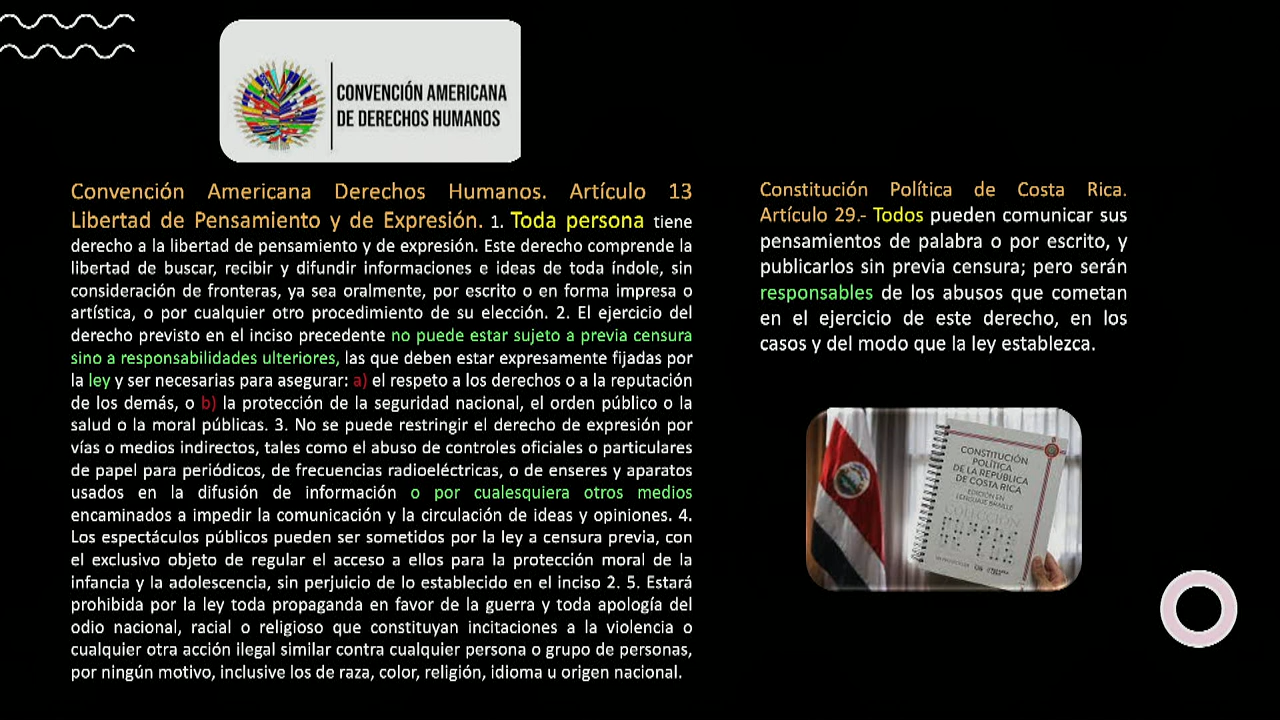 CONVENCIÓN AMERICANA
DE DERECHOS HUMANOS
Convención Americana Derechos Humanos. Artículo 13
Libertad de Pensamiento y de Expresión. 1. Toda persona tiene
derecho a la libertad de pensamiento y de expresión. Este derecho comprende la
libertad de buscar, recibir y difundir informaciones e ideas de toda índole, sin
consideración de fronteras, ya sea oralmente, por escrito o en forma impresa o
artística, o por cualquier otro procedimiento de su elección. 2. El ejercicio del
derecho previsto en el inciso precedente no puede estar sujeto a previa censura
sino a responsabilidades ulteriores, las que deben estar expresamente fijadas por
la ley y ser necesarias para asegurar: a) el respeto a los derechos o a la reputación
de los demás, o b) la protección de la seguridad nacional, el orden público o la
salud o la moral públicas. 3. No se puede restringir el derecho de expresión por
vías o medios indirectos, tales como el abuso de controles oficiales o particulares
de papel para periódicos, de frecuencias radioeléctricas, o de enseres y aparatos
usados en la difusión de información o por cualesquiera otros medios
encaminados a impedir la comunicación y la circulación de ideas y opiniones. 4.
Los espectáculos públicos pueden ser sometidos por la ley a censura previa, con
el exclusivo objeto de regular el acceso a ellos para la protección moral de la
infancia y la adolescencia, sin perjuicio de lo establecido en el inciso 2. 5. Estará
prohibida por la ley toda propaganda en favor de la guerra y toda apología del
odio nacional, racial o religioso que constituyan incitaciones a la violencia o
cualquier otra acción ilegal similar contra cualquier persona o grupo de personas,
por ningún motivo, inclusive los de raza, color, religión, idioma u origen nacional.
Constitución Política de Costa Rica.
Artículo 29.- Todos pueden comunicar sus
pensamientos de palabra o por escrito, y
publicarlos sin previa censura; pero serán
responsables de los abusos que cometan
en el ejercicio de este derecho, en los
casos y del modo que la ley establezca.
CONSTITUCIÓN
POLÍTICA
DE LA REPÚBLICA
DE COSTA RICA
EDICIÓN EN
LENGUAJE BRAILLE
COLECCIÓN